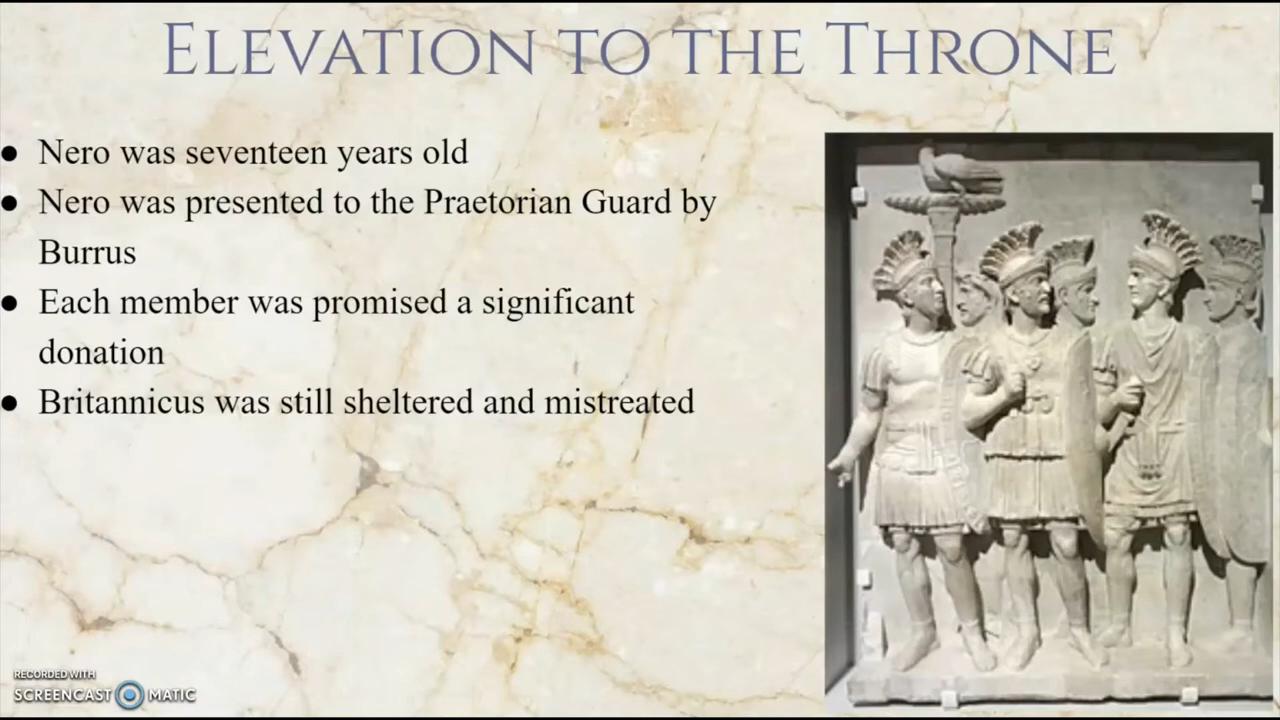 ELEVATION TO THE THRONE
● Nero was seventeen years old
● Nero was presented to the Praetorian Guard by
Burrus
● Each member was promised a significant
donation
● Britannicus was still sheltered and mistreated
RECORDED WITH
SCREENCAST MATIC